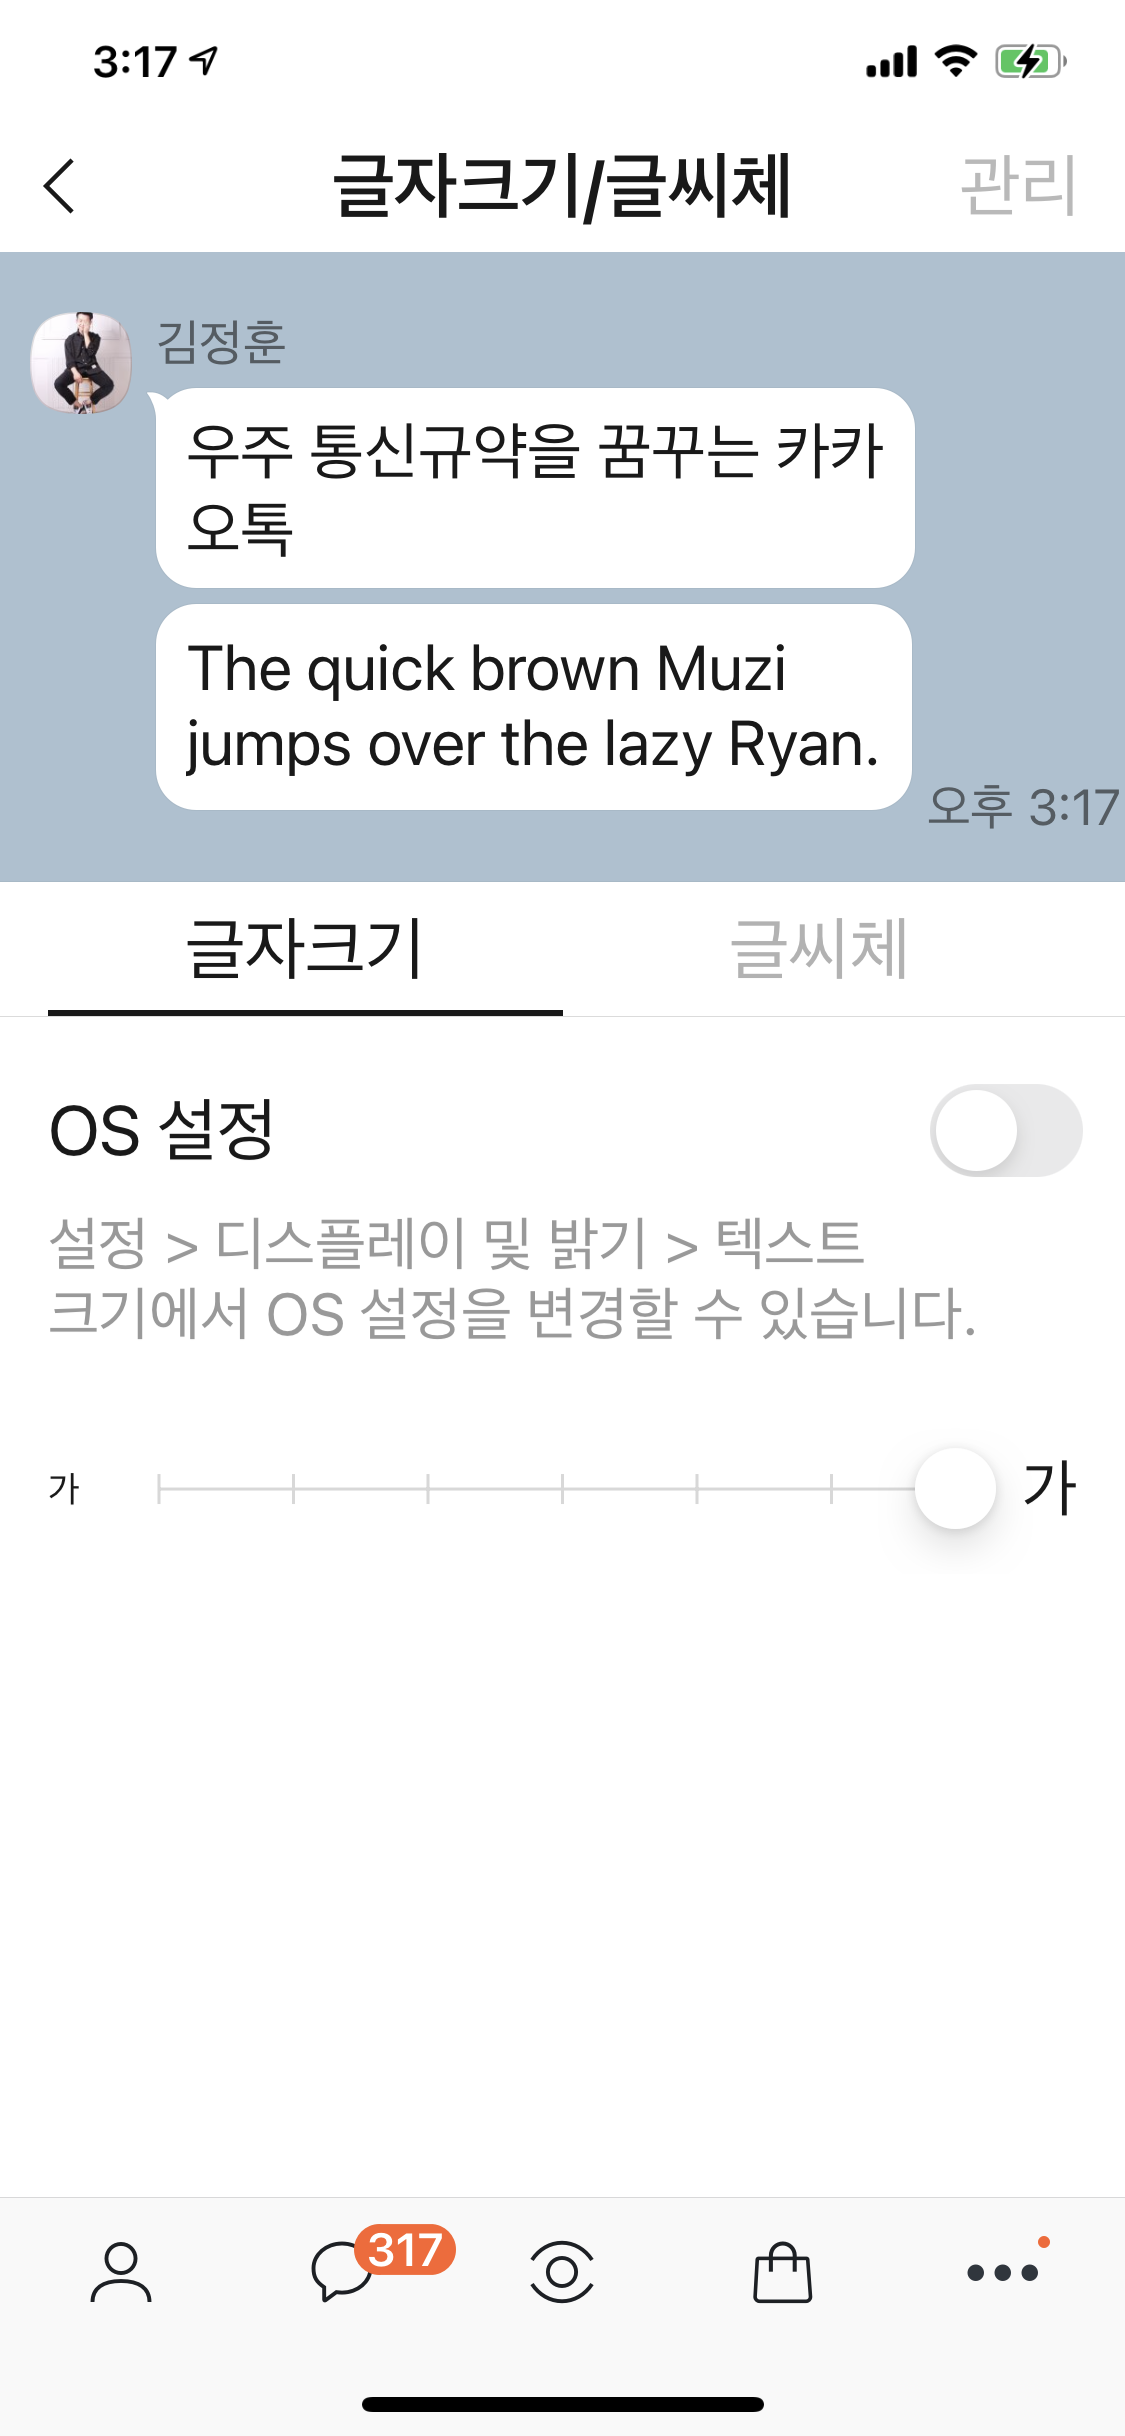 3:17
글자크기/글씨체
관리
김정훈
우주 통신규약을 꿈꾸는 카카
오톡
The quick brown Muzi
jumps over the lazy Ryan.
오후 3:17
글자크기
글씨체
OS 설정
설정 > 디스플레이 및 밝기 > 텍스트
크기에서 OS 설정을 변경할 수 있습니다.
가
가
317